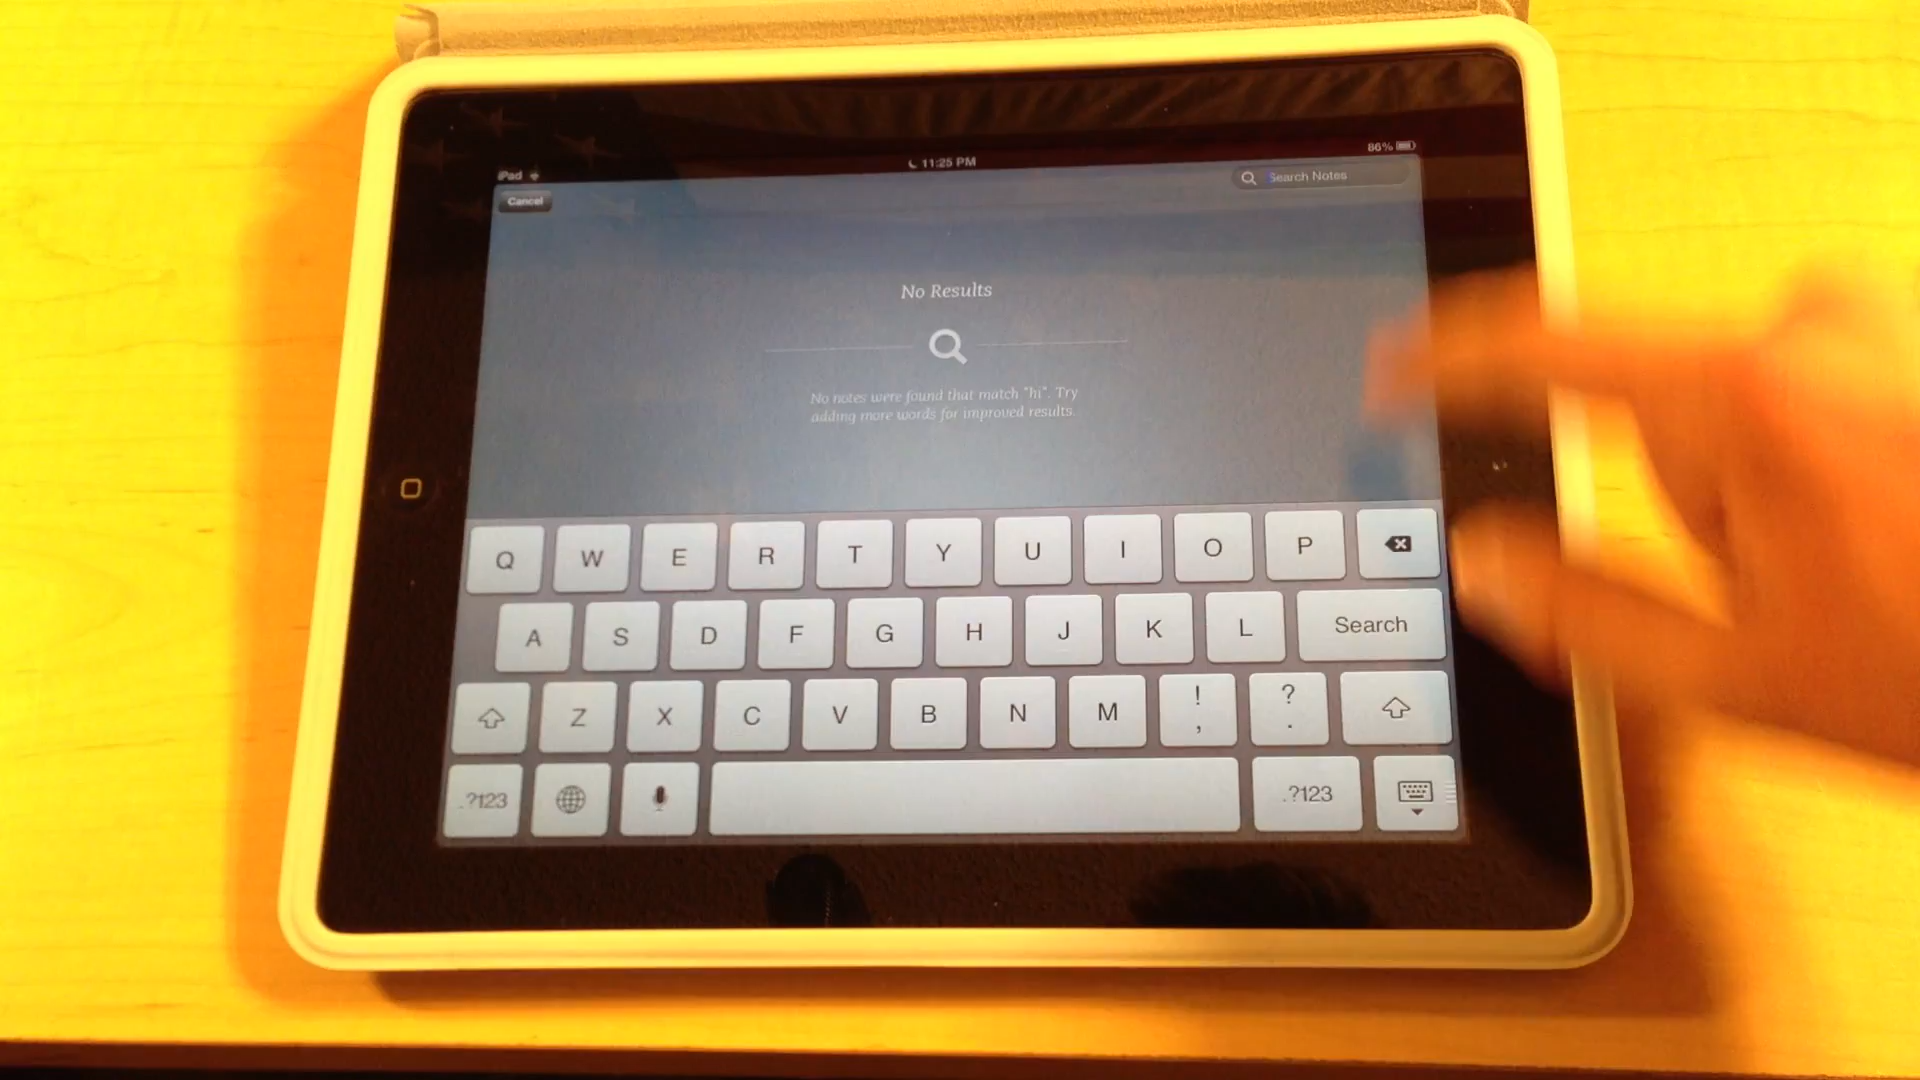 iPad
11:25 PM
86%
Cancel
Search Notes
No Results
No notes were found that match "hi". Try
adding more words for improved results.
Q W E R T Y U I O P
A S D F G H J K L Search
Z X C V B N M ! , ? .
.?123 .?123